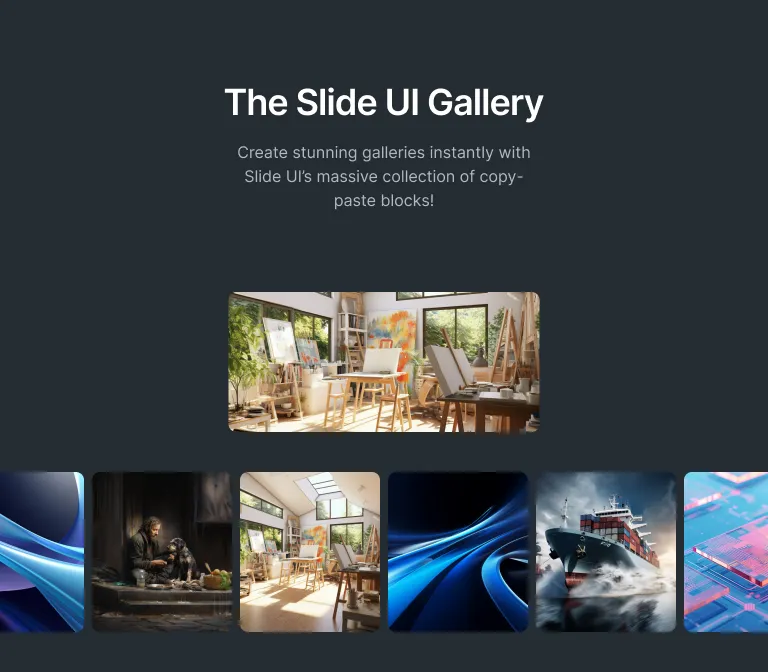 The Slide UI Gallery
Create stunning galleries instantly with
Slide UI’s massive collection of copy-
paste blocks!